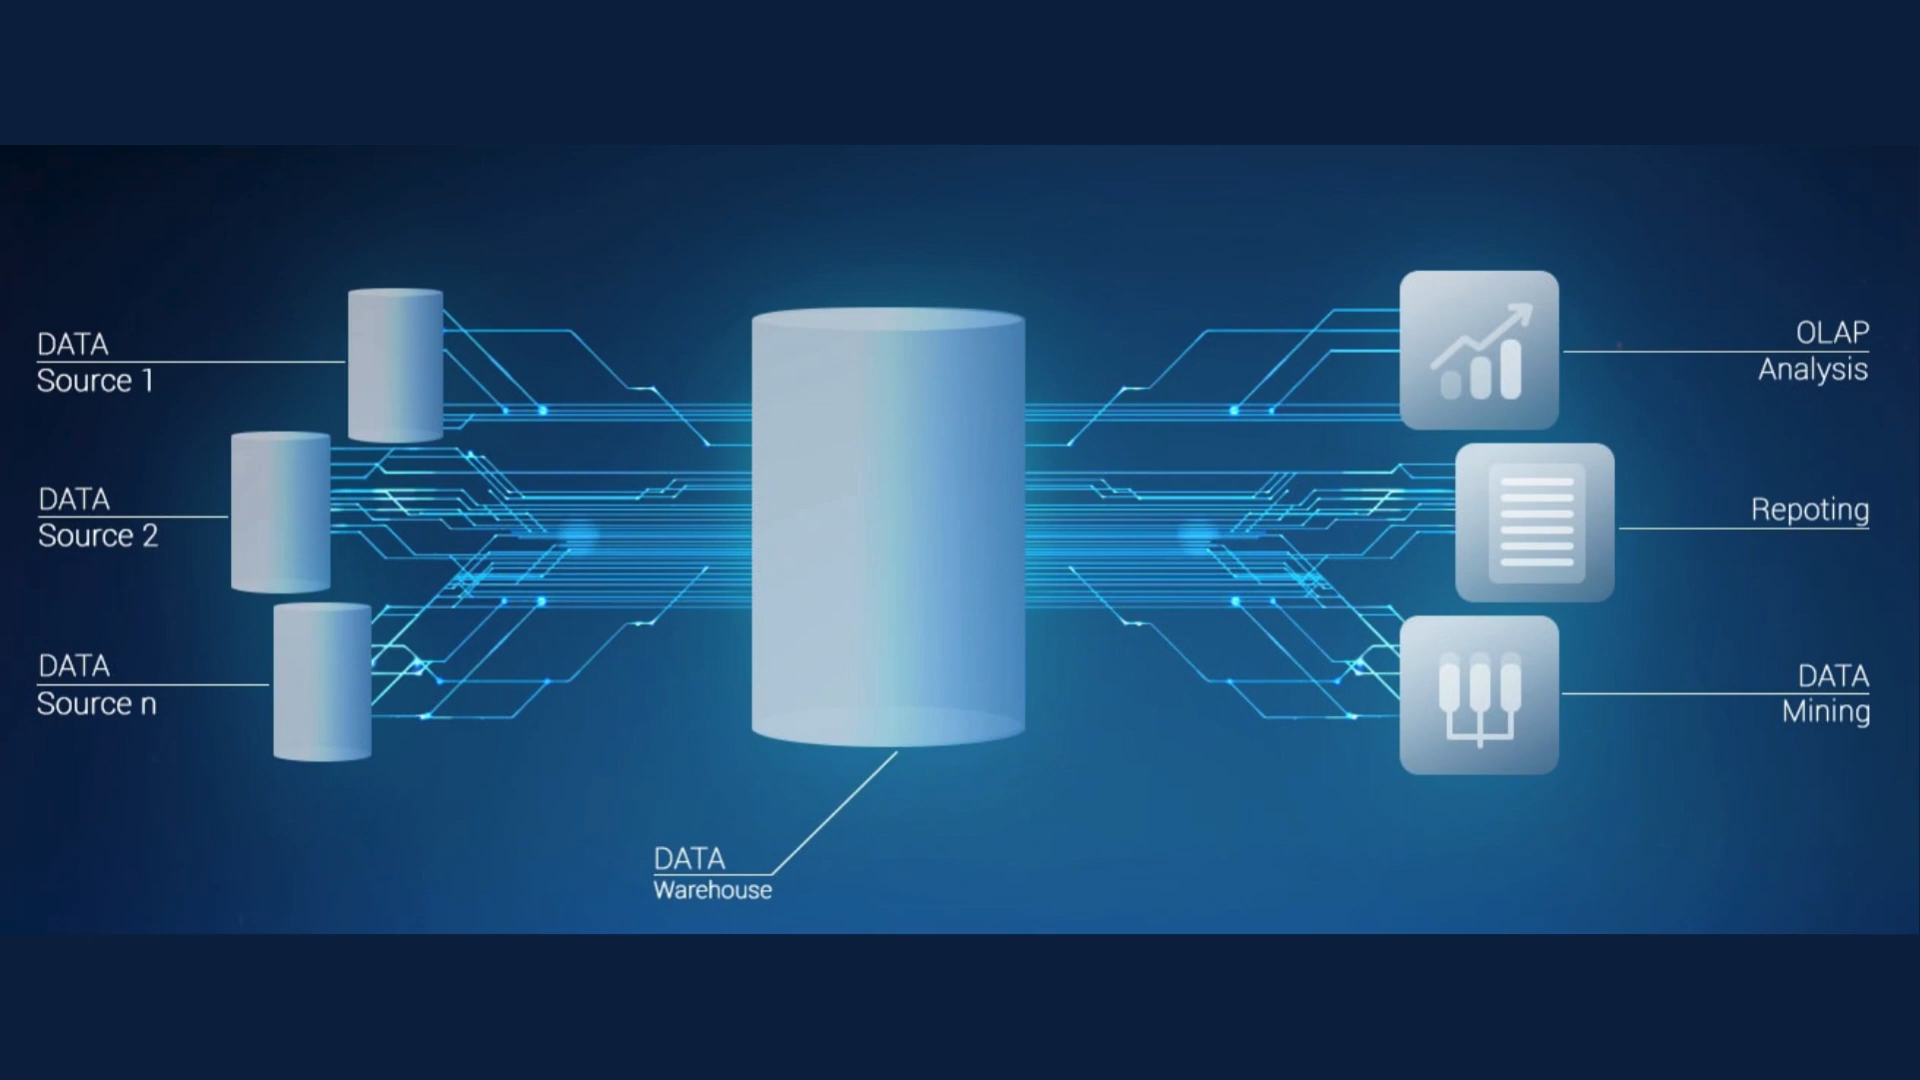 DATA
Source 1
DATA
Source 2
DATA
Source n
DATA
Warehouse
OLAP
Analysis
Repoting
DATA
Mining